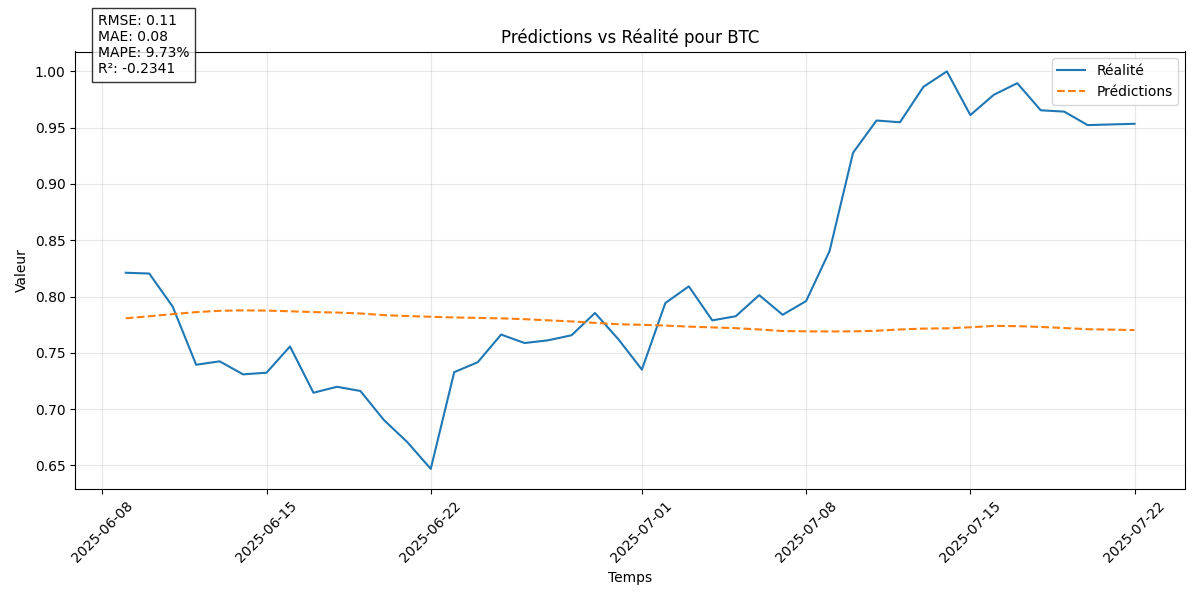 RMSE: 0.11
MAE: 0.08
MAPE: 9.73%
R²: -0.2341
Prédictions vs Réalité pour BTC
Réalité
Prédictions
Valeur
1.00
0.95
0.90
0.85
0.80
0.75
0.70
0.65
2025-06-08
2025-06-15
2025-06-22
2025-07-01
2025-07-08
2025-07-15
2025-07-22
Temps